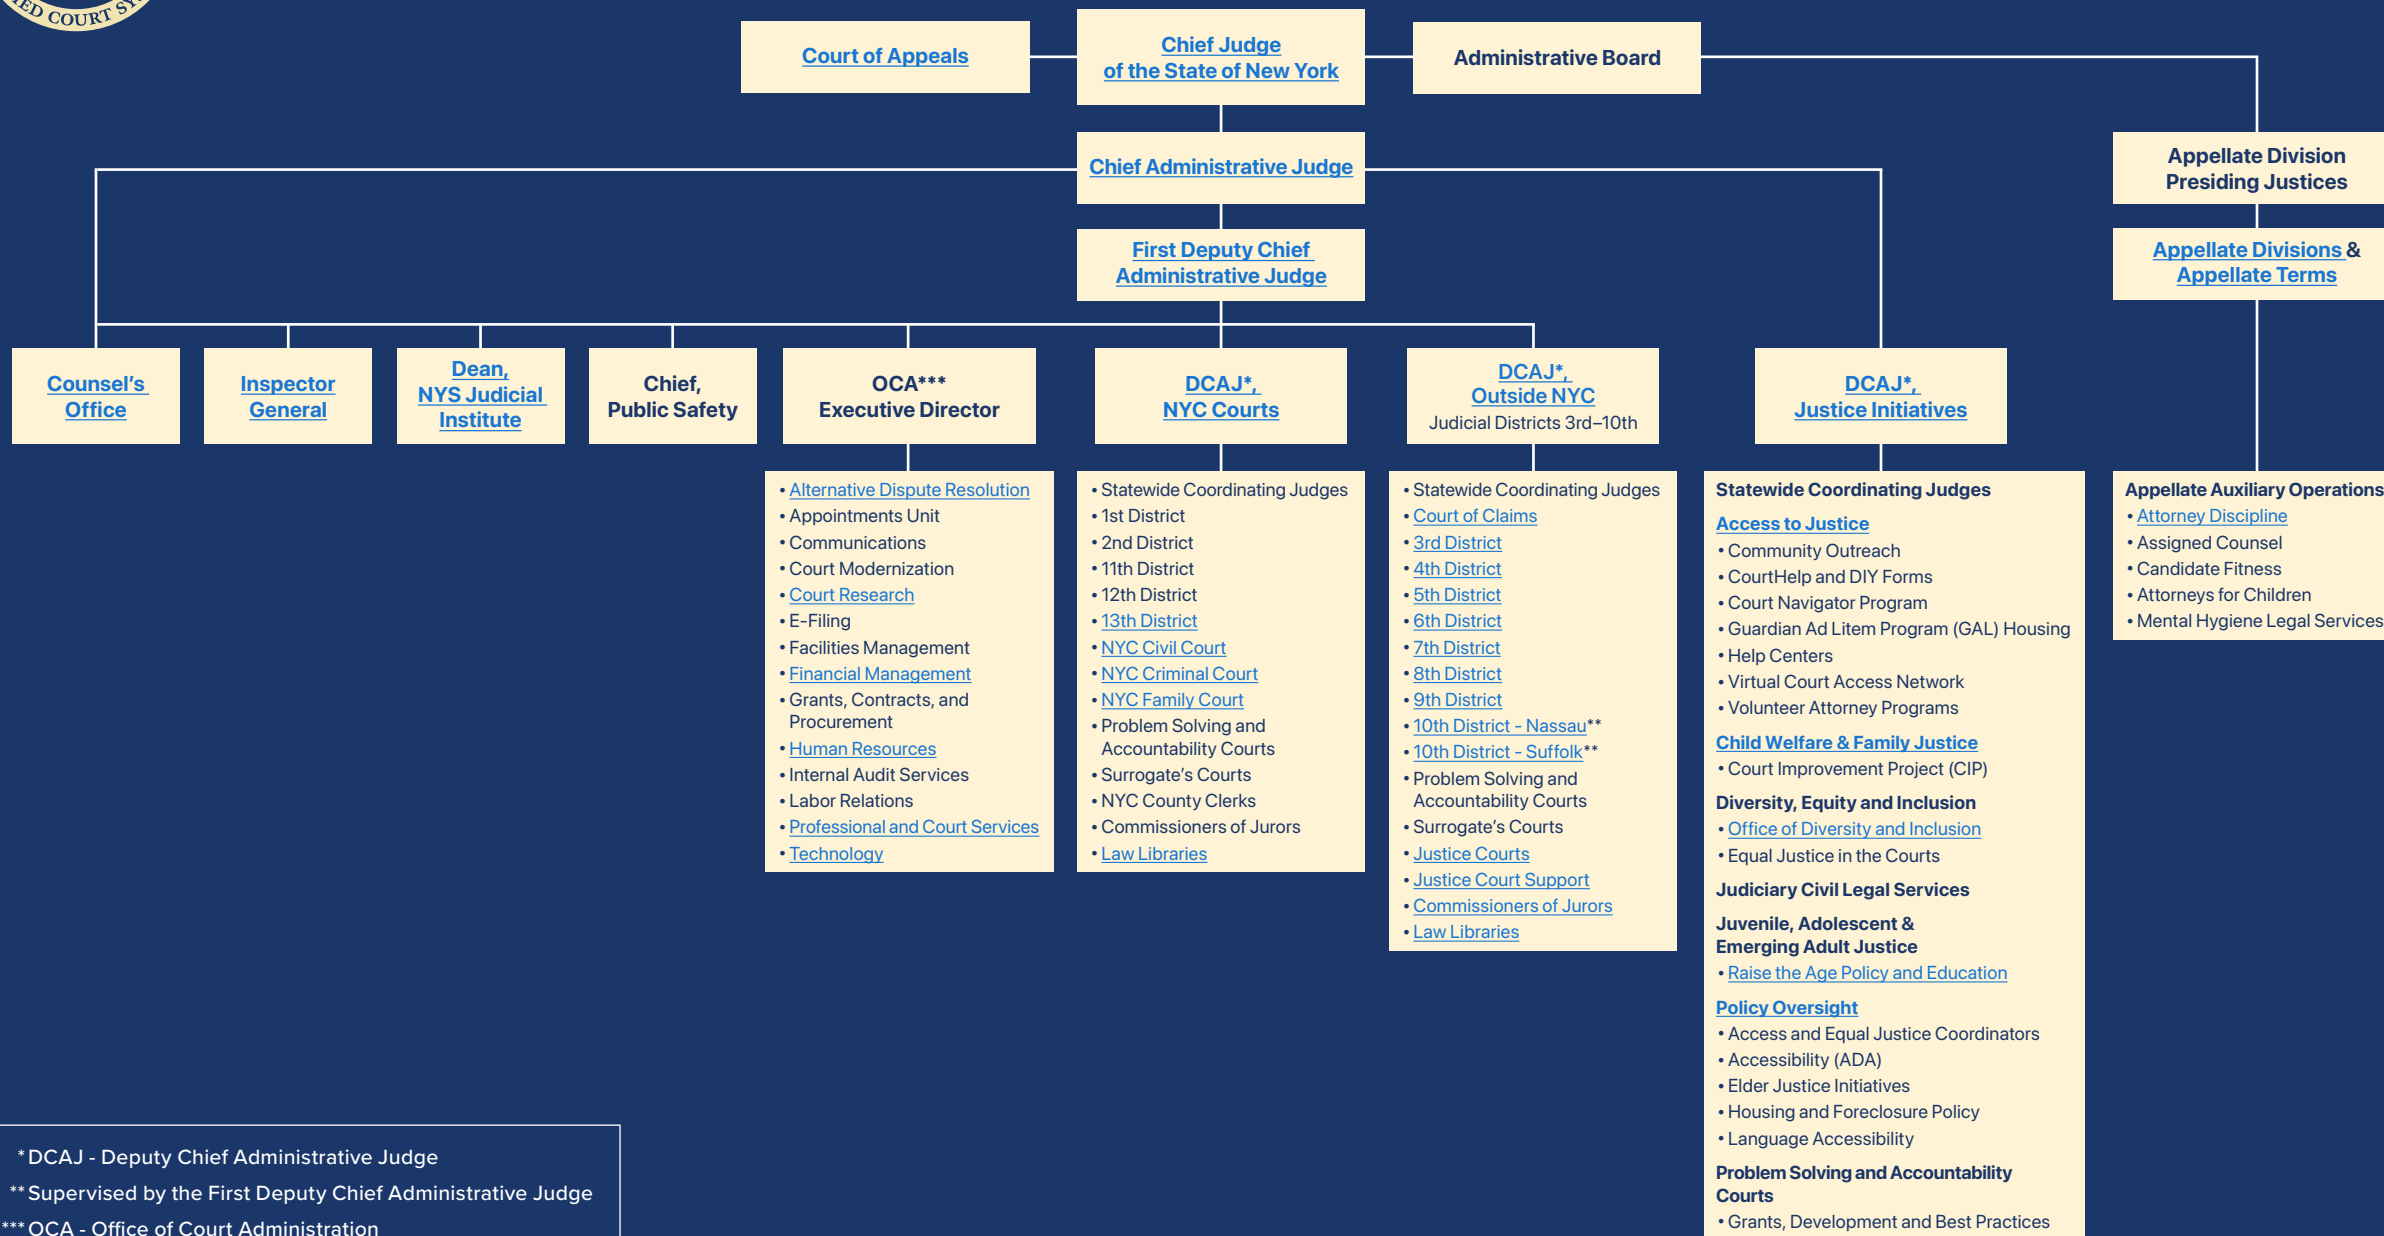 IED COURT SYS
Court of Appeals
Chief Judge
of the State of New York
Administrative Board
Chief Administrative Judge
Appellate Division
Presiding Justices
First Deputy Chief
Administrative Judge
Appellate Divisions &
Appellate Terms
Counsel's
Office
Inspector
General
Dean,
NYS Judicial
Institute
Chief,
Public Safety
OCA***
Executive Director
DCAJ*,
NYC Courts
DCAJ*,
Outside NYC
Judicial Districts 3rd–10th
DCAJ*,
Justice Initiatives
• Alternative Dispute Resolution
• Appointments Unit
• Communications
• Court Modernization
• Court Research
• E-Filing
• Facilities Management
• Financial Management
• Grants, Contracts, and
Procurement
• Human Resources
• Internal Audit Services
• Labor Relations
• Professional and Court Services
• Technology
• Statewide Coordinating Judges
• 1st District
• 2nd District
• 11th District
• 12th District
• 13th District
• NYC Civil Court
• NYC Criminal Court
• NYC Family Court
• Problem Solving and
Accountability Courts
• Surrogate's Courts
• NYC County Clerks
• Commissioners of Jurors
• Law Libraries
• Statewide Coordinating Judges
• Court of Claims
• 3rd District
• 4th District
• 5th District
• 6th District
• 7th District
• 8th District
• 9th District
• 10th District - Nassau**
• 10th District - Suffolk**
• Problem Solving and
Accountability Courts
• Surrogate's Courts
• Justice Courts
• Justice Court Support
• Commissioners of Jurors
• Law Libraries
Statewide Coordinating Judges
Access to Justice
• Community Outreach
• CourtHelp and DIY Forms
• Court Navigator Program
• Guardian Ad Litem Program (GAL) Housing
• Help Centers
• Virtual Court Access Network
• Volunteer Attorney Programs
Child Welfare & Family Justice
• Court Improvement Project (CIP)
Diversity, Equity and Inclusion
• Office of Diversity and Inclusion
• Equal Justice in the Courts
Judiciary Civil Legal Services
Juvenile, Adolescent &
Emerging Adult Justice
• Raise the Age Policy and Education
Policy Oversight
• Access and Equal Justice Coordinators
• Accessibility (ADA)
• Elder Justice Initiatives
• Housing and Foreclosure Policy
• Language Accessibility
Problem Solving and Accountability
Courts
• Grants, Development and Best Practices
Appellate Auxiliary Operations
• Attorney Discipline
• Assigned Counsel
• Candidate Fitness
• Attorneys for Children
• Mental Hygiene Legal Services
* DCAJ - Deputy Chief Administrative Judge
** Supervised by the First Deputy Chief Administrative Judge
*** OCA - Office of Court Administration